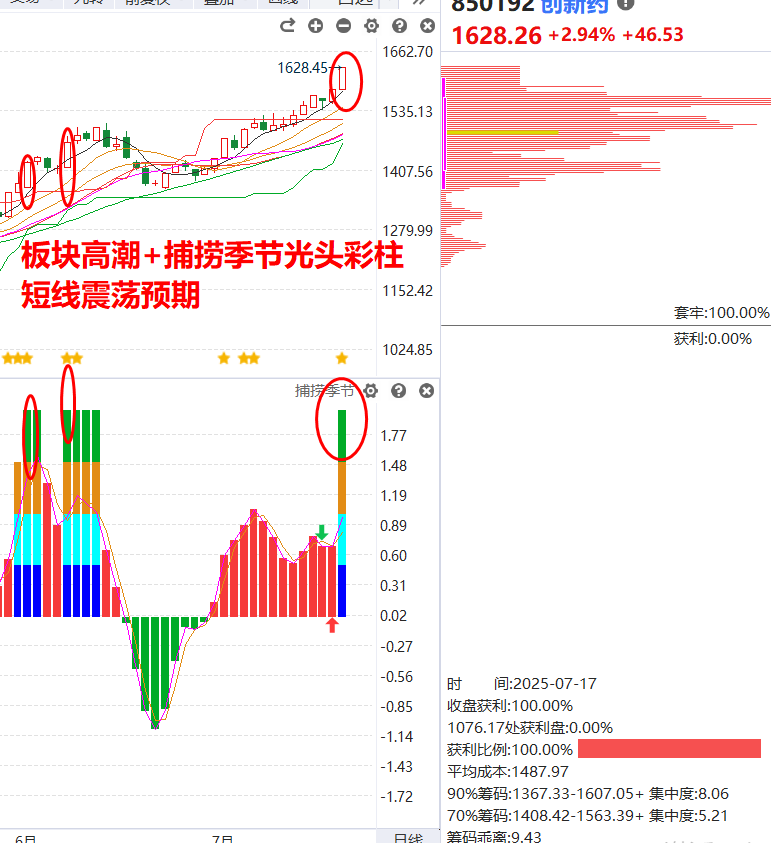 850192 创新药
1628.26 +2.94% +46.53
1662.70
1628.45
1535.13
1407.56
1279.99
板块高潮+捕捞季节光头彩柱
短线震荡预期
1152.42
套牢:100.00%
获利:0.00%
1024.85
捕捞季节
1.77
1.48
1.19
0.89
0.60
0.31
0.02
-0.27
-0.56
-0.85
-1.14
-1.43
-1.72
时 间:2025-07-17
收盘获利:100.00%
1076.17处获利盘:0.00%
获利比例:100.00%
平均成本:1487.97
90%筹码:1367.33-1607.05+ 集中度:8.06
70%筹码:1408.42-1563.39+ 集中度:5.21
筹码乖离:9.43
6月 7月 日线